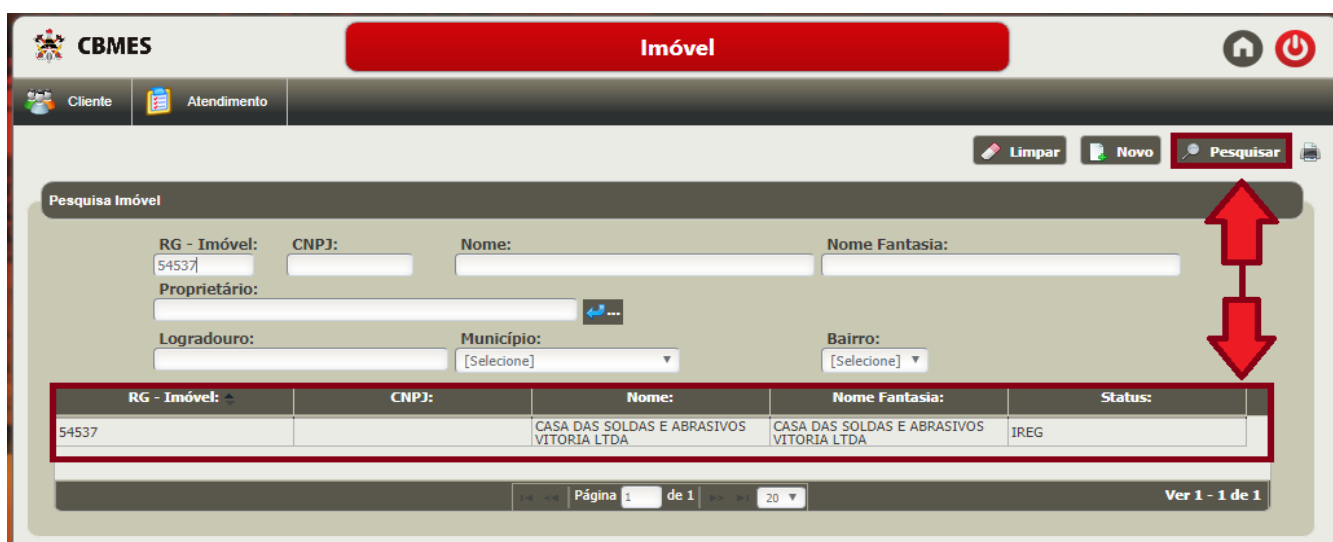 CBMES
Imóvel
Cliente
Atendimento
Limpar
Novo
Pesquisar
Pesquisa Imóvel
RG - Imóvel: CNPJ: Nome: Nome Fantasia:
54537
Proprietário:
...
Logradouro: Município: Bairro:
[Selecione] [Selecione]
RG - Imóvel: CNPJ: Nome: Nome Fantasia: Status:
54537 CASA DAS SOLDAS E ABRASIVOS CASA DAS SOLDAS E ABRASIVOS IREG
VITORIA LTDA VITORIA LTDA
Página 1 de 1 20 Ver 1 - 1 de 1